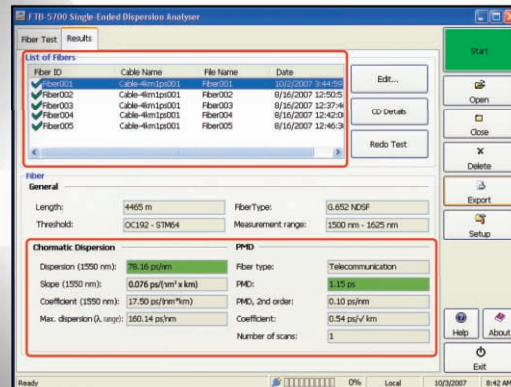 FTB-5700 Single-Ended Dispersion Analyser
Fiber Test Results
List of Fibers
Fiber ID Cable Name File Name Date
Fiber001 Cable-4km1ps001 Fiber001 10/2/2007 3:44:59
Fiber002 Cable-4km1ps001 Fiber002 8/16/2007 12:50:5
Fiber003 Cable-4km1ps001 Fiber003 8/16/2007 12:37:4
Fiber004 Cable-4km1ps001 Fiber004 8/16/2007 12:42:0
Fiber005 Cable-4km1ps001 Fiber005 8/16/2007 12:46:3
Edit...
CD Details
Redo Test
Fiber
General
Length: 4465 m FiberType: G.652 NDSF
Threshold: OC192 - STM64 Measurement range: 1500 nm - 1625 nm
Chormatic Dispersion PMD
Dispersion (1550 nm): 78.16 ps/nm Fiber type: Telecommunication
Slope (1550 nm): 0.076 ps/(nm² x km) PMD: 1.15 ps
Coefficient (1550 nm): 17.50 ps/(nm*km) PMD, 2nd order: 0.10 ps/nm
Max. dispersion (λ range): 160.14 ps/nm Coefficient: 0.54 ps/√ km
Number of scans: 1
Start
Open
Close
Delete
Export
Setup
Help About
Exit
Ready 0% Local 10/3/2007 8:42 AM